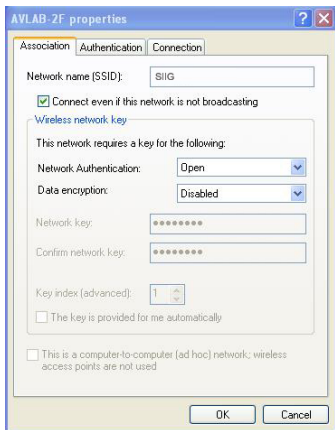 AVLAB-2F properties
Association Authentication Connection
Network name (SSID): SIIG
Connect even if this network is not broadcasting
Wireless network key
This network requires a key for the following:
Network Authentication: Open
Data encryption: Disabled
Network key: ••••••••
Confirm network key: ••••••••
Key index (advanced): 1
The key is provided for me automatically
This is a computer-to-computer (ad hoc) network; wireless
access points are not used
OK Cancel